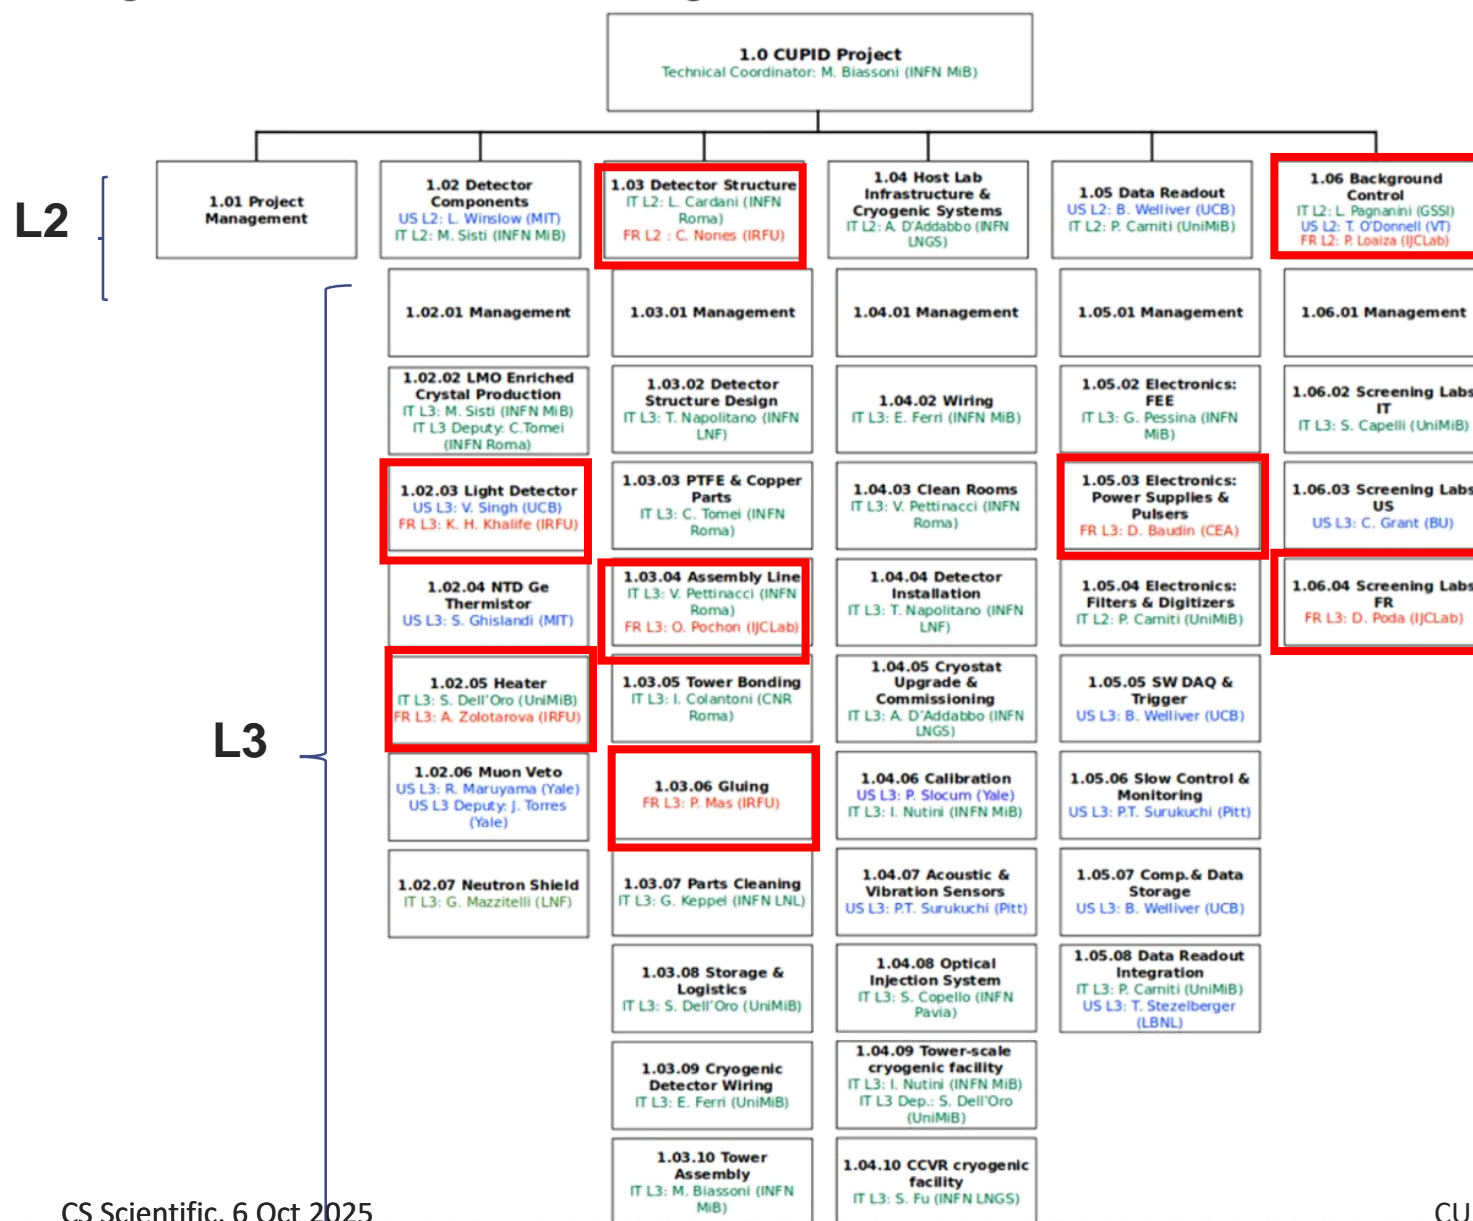 1.0 CUPID Project
Technical Coordinator: M. Biassoni (INFN MiB)
L2
1.01 Project
Management
1.02 Detector
Components
US L2: L. Winslow (MIT)
IT L2: M. Sisti (INFN MiB)
1.03 Detector Structure
IT L2: L. Cardani (INFN
Roma)
FR L2 : C. Nones (IRFU)
1.04 Host Lab
Infrastructure &
Cryogenic Systems
IT L2: A. D'Addabbo (INFN
LNGS)
1.05 Data Readout
US L2: B. Welliver (UCB)
IT L2: P. Carniti (UniMiB)
1.06 Background
Control
IT L2: L. Pagnanini (GSSI)
US L2: T. O'Donnell (VT)
FR L2: P. Loaiza (IJCLab)
L3
1.02.01 Management
1.02.02 LMO Enriched
Crystal Production
IT L3: M. Sisti (INFN MiB)
IT L3 Deputy: C.Tomei
(INFN Roma)
1.02.03 Light Detector
US L3: V. Singh (UCB)
FR L3: K. H. Khalife (IRFU)
1.02.04 NTD Ge
Thermistor
US L3: S. Ghislandi (MIT)
1.02.05 Heater
IT L3: S. Dell'Oro (UniMiB)
FR L3: A. Zolotarova (IRFU)
1.02.06 Muon Veto
US L3: R. Maruyama (Yale)
US L3 Deputy: J. Torres
(Yale)
1.02.07 Neutron Shield
IT L3: G. Mazzitelli (LNF)
1.03.01 Management
1.03.02 Detector
Structure Design
IT L3: T. Napolitano (INFN
LNF)
1.03.03 PTFE & Copper
Parts
IT L3: C. Tomei (INFN
Roma)
1.03.04 Assembly Line
IT L3: V. Pettinacci (INFN
Roma)
FR L3: O. Pochon (IJCLab)
1.03.05 Tower Bonding
IT L3: I. Colantoni (CNR
Roma)
1.03.06 Gluing
FR L3: P. Mas (IRFU)
1.03.07 Parts Cleaning
IT L3: G. Keppel (INFN LNL)
1.03.08 Storage &
Logistics
IT L3: S. Dell'Oro (UniMiB)
1.03.09 Cryogenic
Detector Wiring
IT L3: E. Ferri (UniMiB)
1.03.10 Tower
Assembly
IT L3: M. Biassoni (INFN
MiB)
1.04.01 Management
1.04.02 Wiring
IT L3: E. Ferri (INFN MiB)
1.04.03 Clean Rooms
IT L3: V. Pettinacci (INFN
Roma)
1.04.04 Detector
Installation
IT L3: T. Napolitano (INFN
LNF)
1.04.05 Cryostat
Upgrade &
Commissioning
IT L3: A. D'Addabbo (INFN
LNGS)
1.04.06 Calibration
US L3: P. Slocum (Yale)
IT L3: I. Nutini (INFN MiB)
1.04.07 Acoustic &
Vibration Sensors
US L3: P.T. Surukuchi (Pitt)
1.04.08 Optical
Injection System
IT L3: S. Copello (INFN
Pavia)
1.04.09 Tower-scale
cryogenic facility
IT L3: I. Nutini (INFN MiB)
IT L3 Dep.: S. Dell'Oro
(UniMiB)
1.04.10 CCVR cryogenic
facility
IT L3: S. Fu (INFN LNGS)
1.05.01 Management
1.05.02 Electronics:
FEE
IT L3: G. Pessina (INFN
MiB)
1.05.03 Electronics:
Power Supplies &
Pulsers
FR L3: D. Baudin (CEA)
1.05.04 Electronics:
Filters & Digitizers
IT L2: P. Carniti (UniMiB)
1.05.05 SW DAQ &
Trigger
US L3: B. Welliver (UCB)
1.05.06 Slow Control &
Monitoring
US L3: P.T. Surukuchi (Pitt)
1.05.07 Comp.& Data
Storage
US L3: B. Welliver (UCB)
1.05.08 Data Readout
Integration
IT L3: P. Carniti (UniMiB)
US L3: T. Stezelberger
(LBNL)
1.06.01 Management
1.06.02 Screening Labs
IT
IT L3: S. Capelli (UniMiB)
1.06.03 Screening Labs
US
US L3: C. Grant (BU)
1.06.04 Screening Labs
FR
FR L3: D. Poda (IJCLab)
CS Scientific, 6 Oct 2025
CU